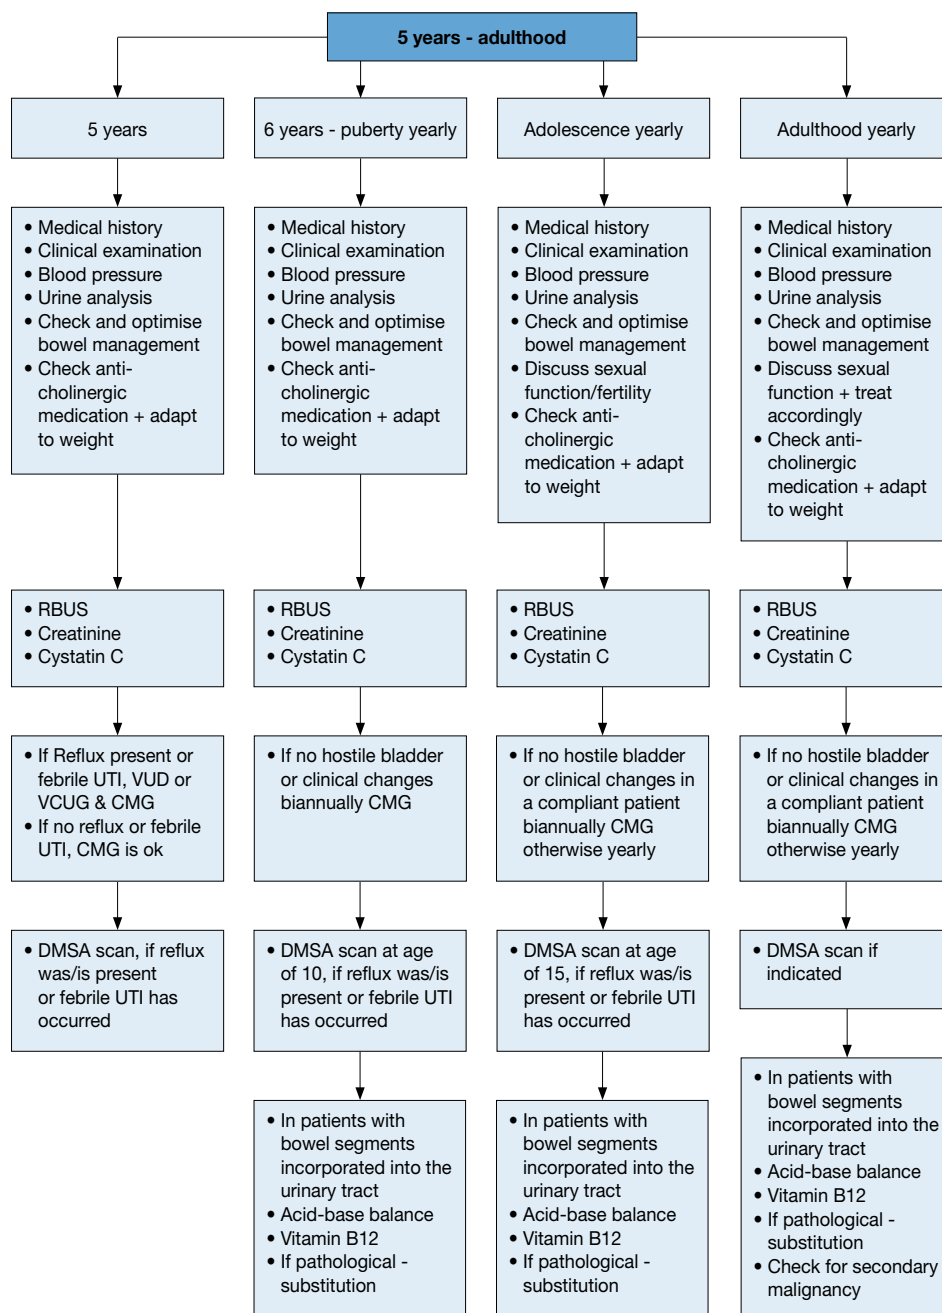 5 years - adulthood
5 years
6 years - puberty yearly
Adolescence yearly
Adulthood yearly
• Medical history
• Clinical examination
• Blood pressure
• Urine analysis
• Check and optimise
bowel management
• Check anti-
cholinergic
medication + adapt
to weight
• Medical history
• Clinical examination
• Blood pressure
• Urine analysis
• Check and optimise
bowel management
• Check anti-
cholinergic
medication + adapt
to weight
• Medical history
• Clinical examination
• Blood pressure
• Urine analysis
• Check and optimise
bowel management
• Discuss sexual
function/fertility
• Check anti-
cholinergic
medication + adapt
to weight
• Medical history
• Clinical examination
• Blood pressure
• Urine analysis
• Check and optimise
bowel management
• Discuss sexual
function + treat
accordingly
• Check anti-
cholinergic
medication + adapt
to weight
• RBUS
• Creatinine
• Cystatin C
• RBUS
• Creatinine
• Cystatin C
• RBUS
• Creatinine
• Cystatin C
• RBUS
• Creatinine
• Cystatin C
• If Reflux present or
febrile UTI, VUD or
VCUG & CMG
• If no reflux or febrile
UTI, CMG is ok
• If no hostile bladder
or clinical changes
biannually CMG
• If no hostile bladder
or clinical changes in
a compliant patient
biannually CMG
otherwise yearly
• If no hostile bladder
or clinical changes in
a compliant patient
biannually CMG
otherwise yearly
• DMSA scan, if reflux
was/is present
or febrile UTI has
occurred
• DMSA scan at age
of 10, if reflux was/is
present or febrile UTI
has occurred
• DMSA scan at age
of 15, if reflux was/is
present or febrile UTI
has occurred
• DMSA scan if
indicated
• In patients with
bowel segments
incorporated into the
urinary tract
• Acid-base balance
• Vitamin B12
• If pathological -
substitution
• In patients with
bowel segments
incorporated into the
urinary tract
• Acid-base balance
• Vitamin B12
• If pathological -
substitution
• In patients with
bowel segments
incorporated into the
urinary tract
• Acid-base balance
• Vitamin B12
• If pathological -
substitution
• Check for secondary
malignancy